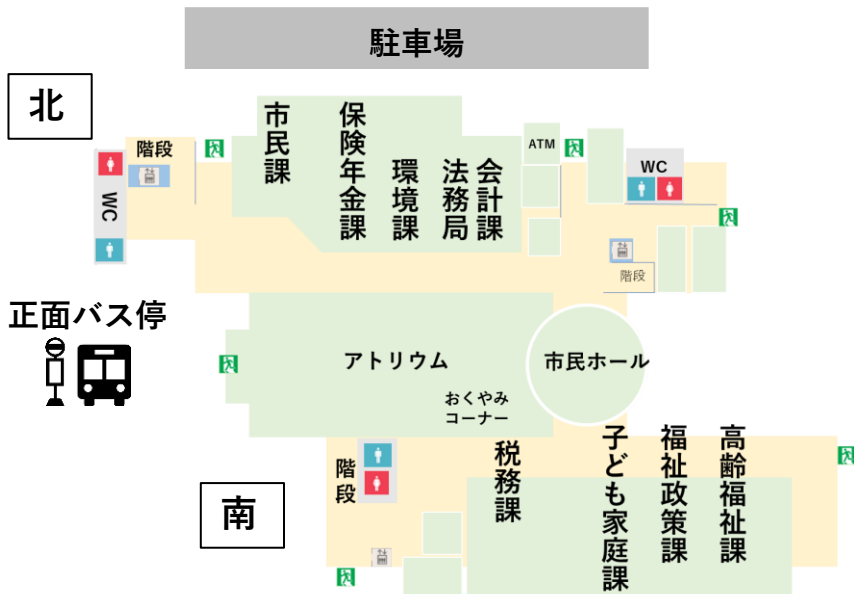 駐車場
北
階段
WC
市民課
保険年金課
環境課
法務局
会計課
ATM
WC
階段
正面バス停
アトリウム
市民ホール
おくやみ
コーナー
階段
税務課
子ども家庭課
福祉政策課
高齢福祉課
南